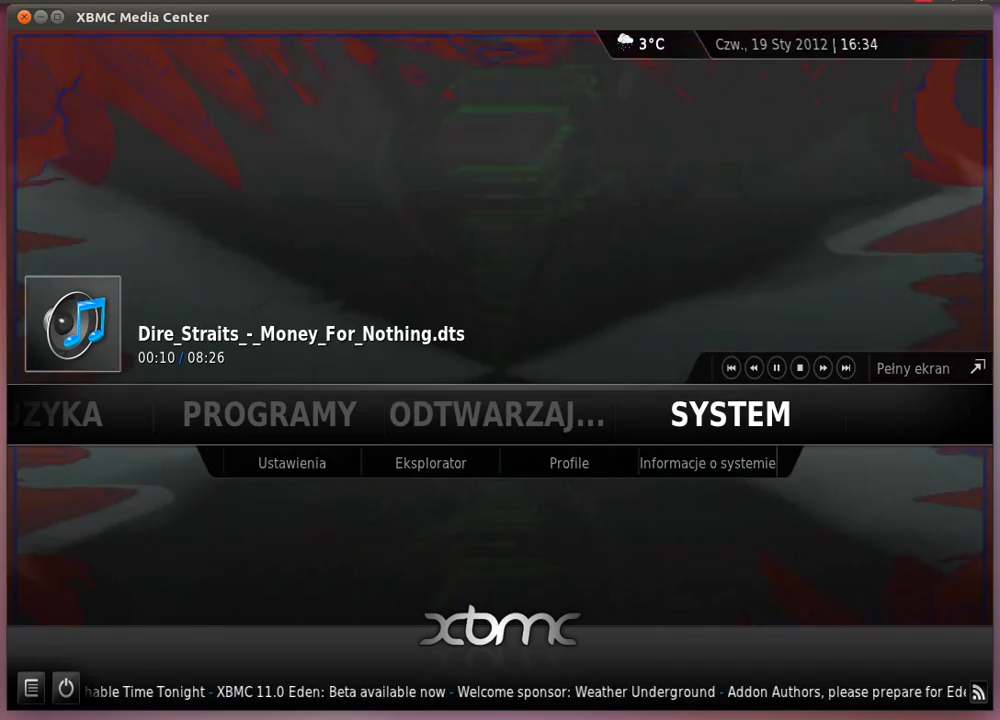 XBMC Media Center
3°C
Czw., 19 Sty 2012 | 16:34
Dire_Straits_-_Money_For_Nothing.dts
00:10 / 08:26
Pełny ekran
UZYKA PROGRAMY ODTWARZAJ... SYSTEM
Ustawienia Eksplorator Profile Informacje o systemie
xbmc
hable Time Tonight - XBMC 11.0 Eden: Beta available now - Welcome sponsor: Weather Underground - Addon Authors, please prepare for Ede